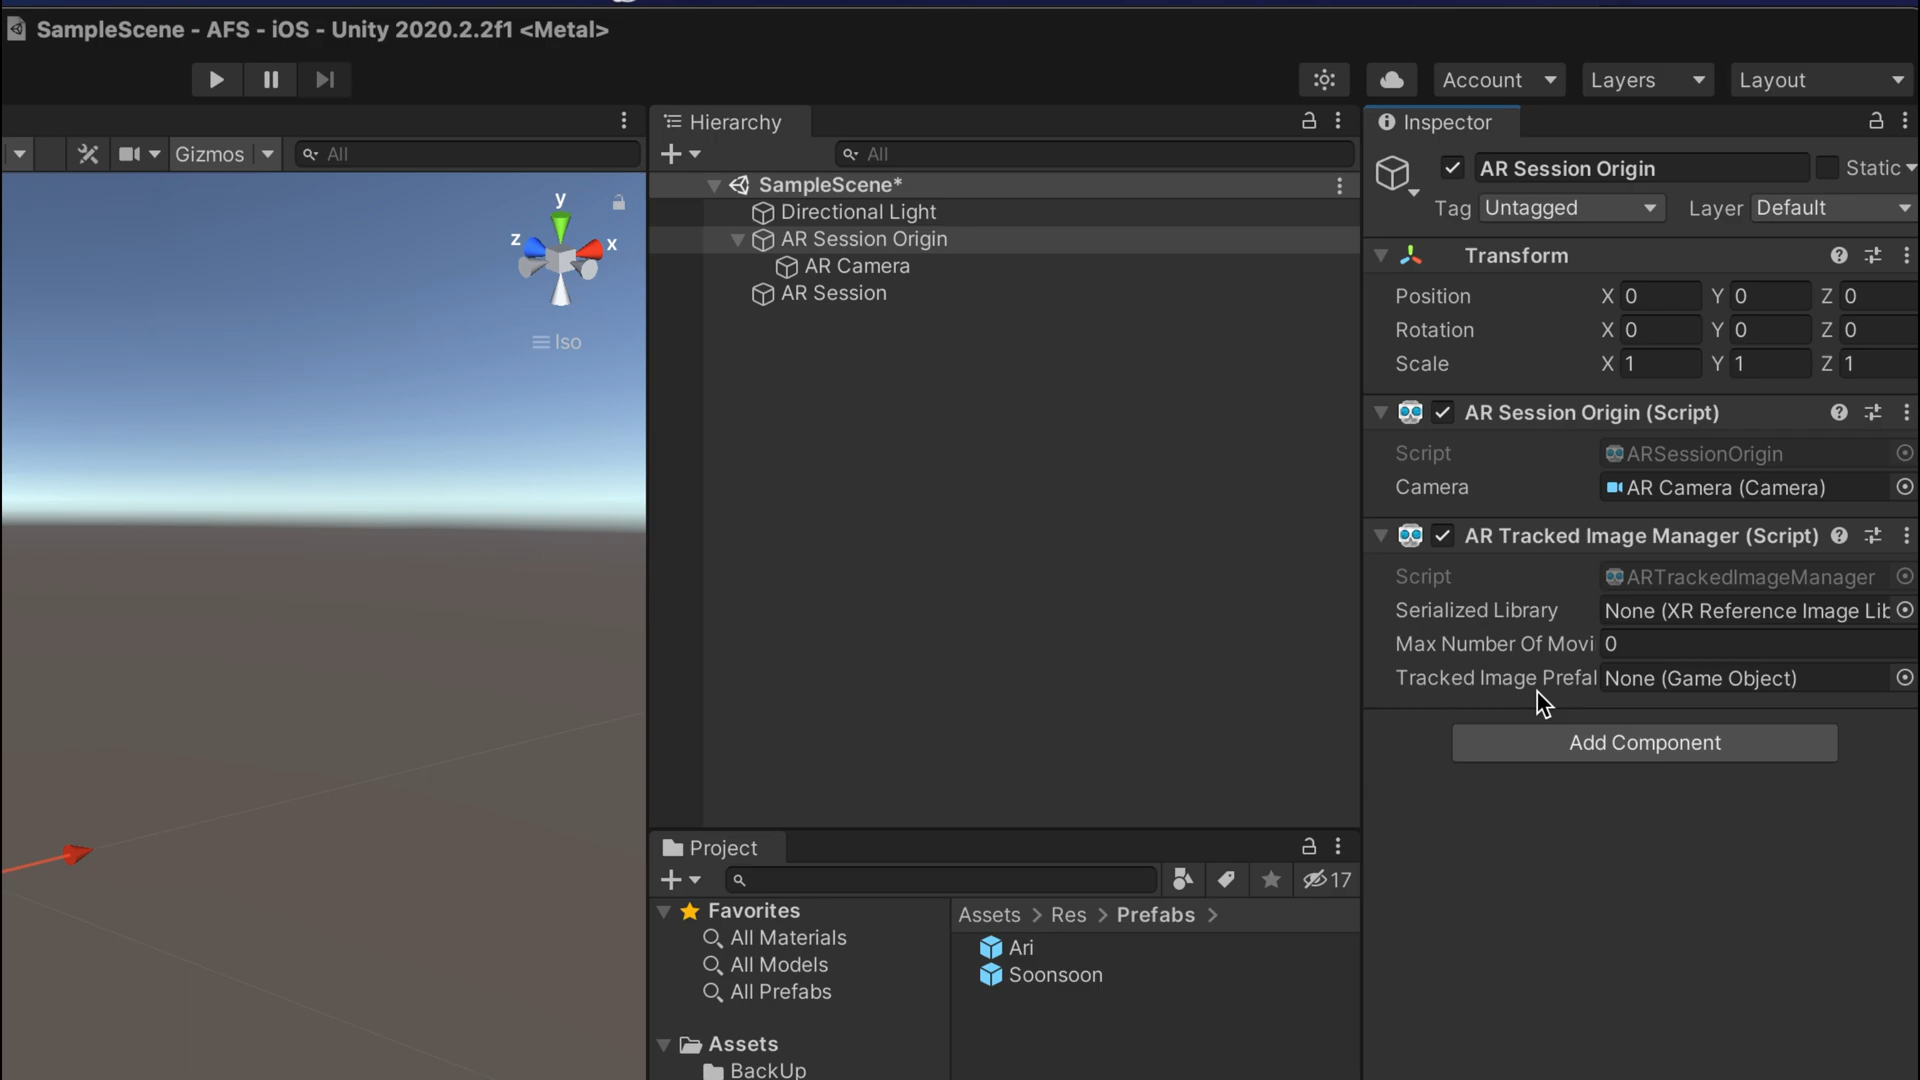 SampleScene - AFS - iOS - Unity 2020.2.2f1 <Metal>
Account
Layers
Layout
Gizmos
All
y
z
x
Iso
Hierarchy
All
SampleScene*
Directional Light
AR Session Origin
AR Camera
AR Session
Project
17
Favorites
All Materials
All Models
All Prefabs
Assets
BackUp
Assets > Res > Prefabs >
Ari
Soonsoon
Inspector
AR Session Origin
Static
Tag Untagged
Layer Default
Transform
Position X 0 Y 0 Z 0
Rotation X 0 Y 0 Z 0
Scale X 1 Y 1 Z 1
AR Session Origin (Script)
Script ARSessionOrigin
Camera AR Camera (Camera)
AR Tracked Image Manager (Script)
Script ARTrackedImageManager
Serialized Library None (XR Reference Image Lib
Max Number Of Movi 0
Tracked Image Prefal None (Game Object)
Add Component